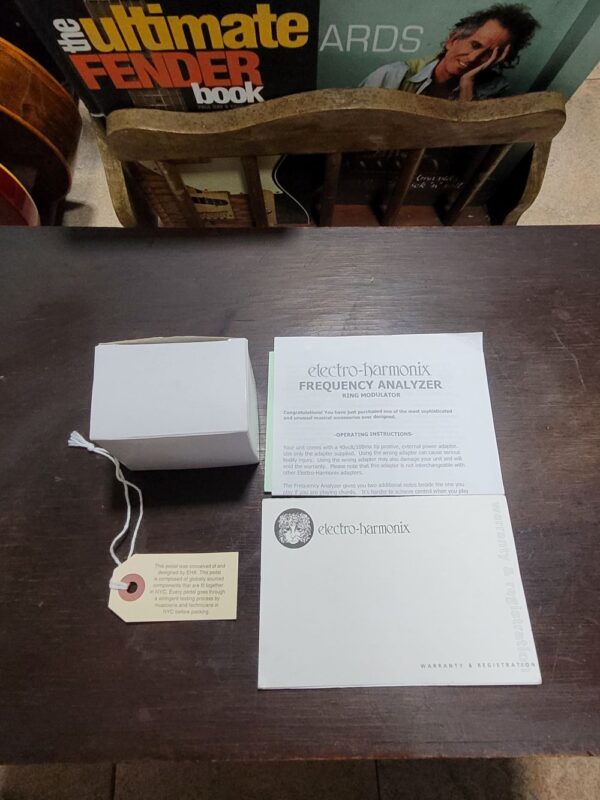 the ultimate
FENDER
book
ARDS
electro-harmonix
FREQUENCY ANALYZER
KING MODULATOR
Congratulations! You have just purchased one of the most sophisticated
and unusual musical accessories ever designed.
-OPERATING INSTRUCTIONS-
Your unit comes with a 40volt/100ma tip positive, external power adapter.
Use only the adapter supplied. Using the wrong adapter can cause serious
bodily injury. Using the wrong adapter may also damage your unit and will
void the warranty. Please note that this adapter is not interchangeable with
other Electro-Harmonix adapters.
The Frequency Analyzer gives you two additional notes beside the one you
play if you are playing chords. It's harder to achieve control when you play
electro-harmonix
warranty & registration
WARRANTY & REGISTRATION
This pedal was conceived of and
designed by EHX. This pedal
is composed of globally sourced
components that are fit together
in NYC. Every pedal goes through
a stringent testing process by
musicians and technicians in
NYC before packing.